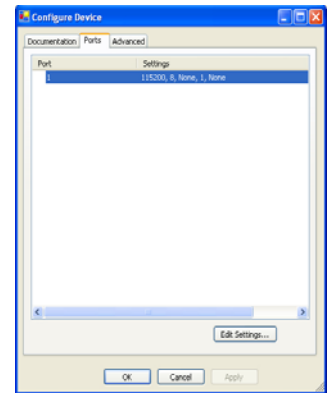 Configure Device
Documentation Ports Advanced
Port Settings
1 115200, 8, None, 1, None
Edit Settings...
OK Cancel Apply